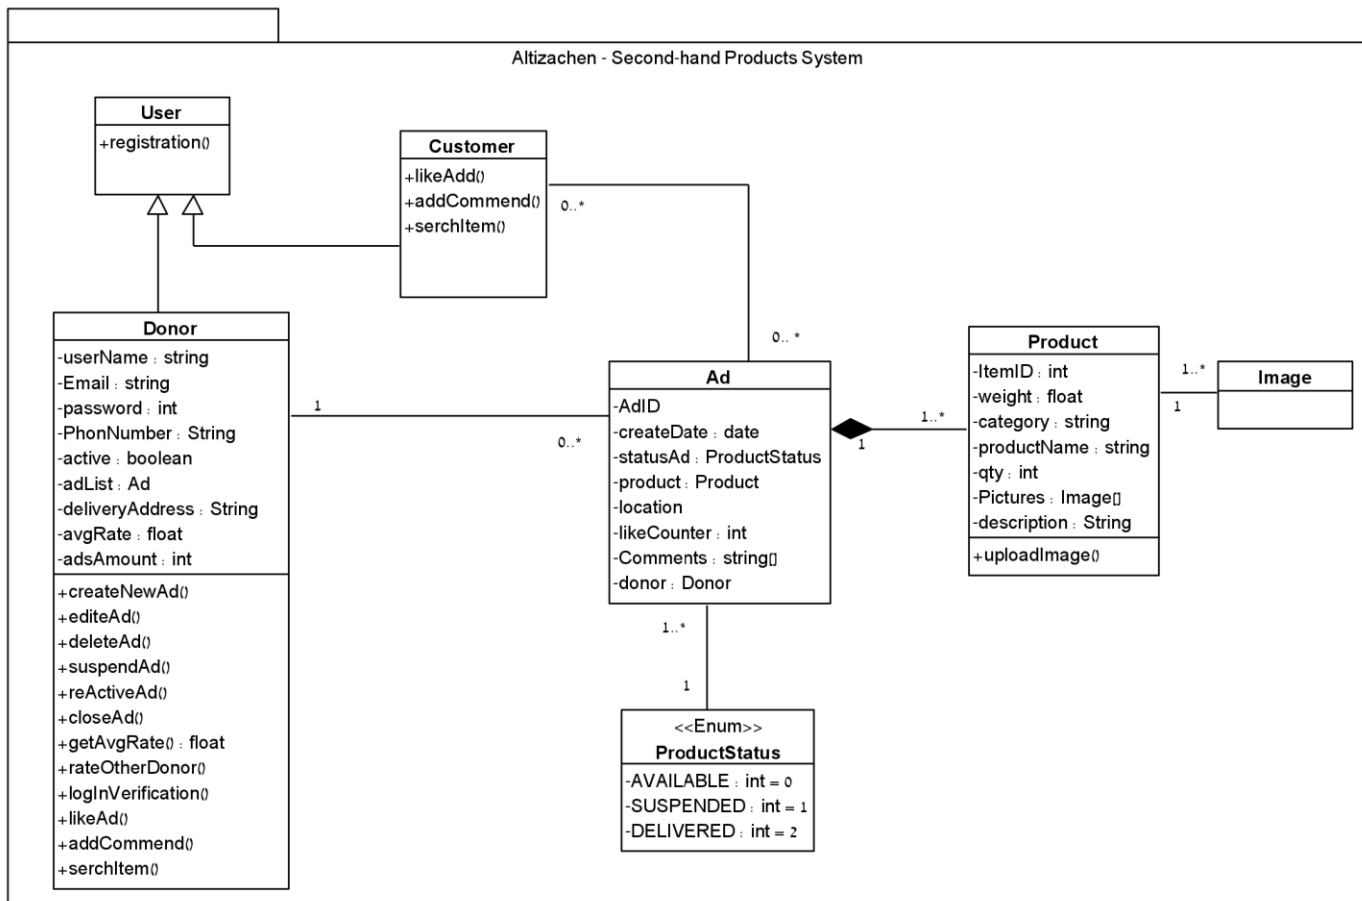 Altizachen - Second-hand Products System
User
+registration()
Customer
+likeAdd()
+addCommend()
+serchItem()
0..*
0.. *
Donor
-userName : string
-Email : string
-password : int
-PhonNumber : String
-active : boolean
-adList : Ad
-deliveryAddress : String
-avgRate : float
-adsAmount : int
+createNewAd()
+editeAd()
+deleteAd()
+suspendAd()
+reActiveAd()
+closeAd()
+getAvgRate() : float
+rateOtherDonor()
+logInVerification()
+likeAd()
+addCommend()
+serchItem()
1
0..*
Ad
-AdID
-createDate : date
-statusAd : ProductStatus
-product : Product
-location
-likeCounter : int
-Comments : string[]
-donor : Donor
1
1..*
Product
-ItemID : int
-weight : float
-category : string
-productName : string
-qty : int
-Pictures : Image[]
-description : String
+uploadImage()
1..*
1
Image
1..*
1
<<Enum>>
ProductStatus
-AVAILABLE : int = 0
-SUSPENDED : int = 1
-DELIVERED : int = 2